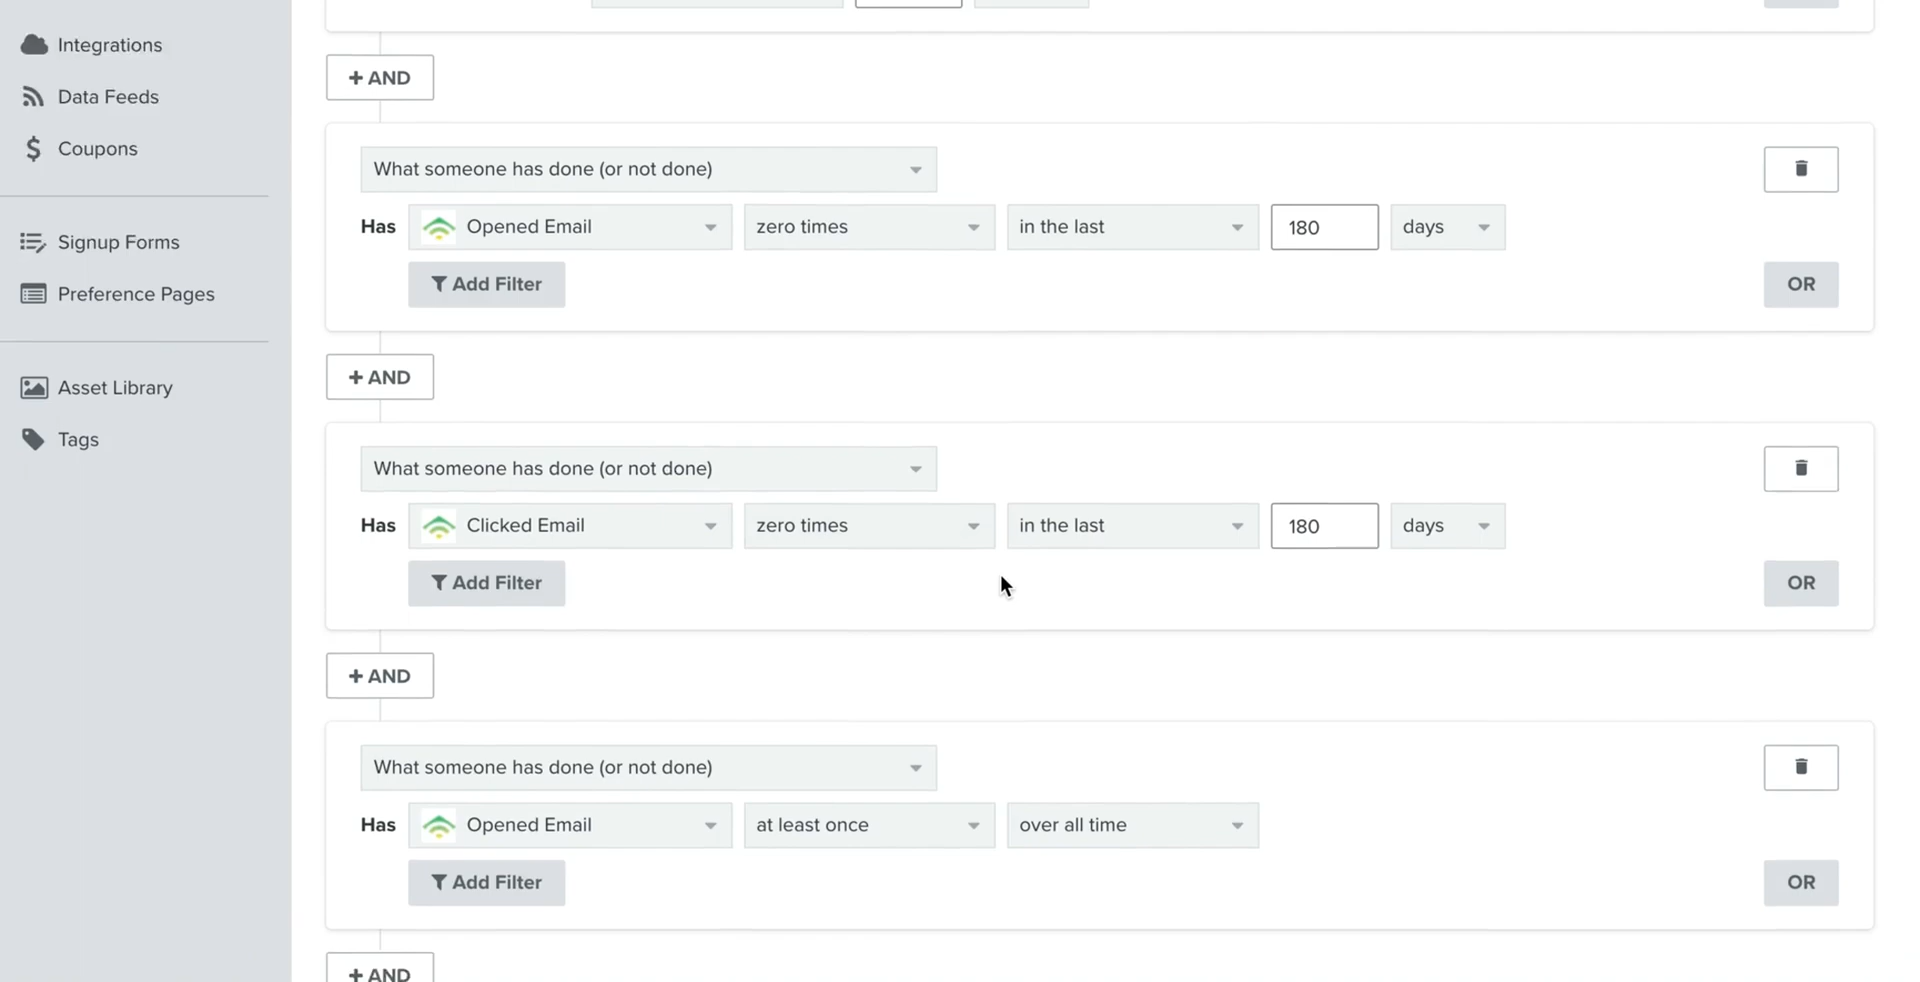 Integrations
Data Feeds
Coupons
Signup Forms
Preference Pages
Asset Library
Tags
+ AND
What someone has done (or not done)
Has Opened Email zero times in the last 180 days
Add Filter OR
+ AND
What someone has done (or not done)
Has Clicked Email zero times in the last 180 days
Add Filter OR
+ AND
What someone has done (or not done)
Has Opened Email at least once over all time
Add Filter OR
+ AND